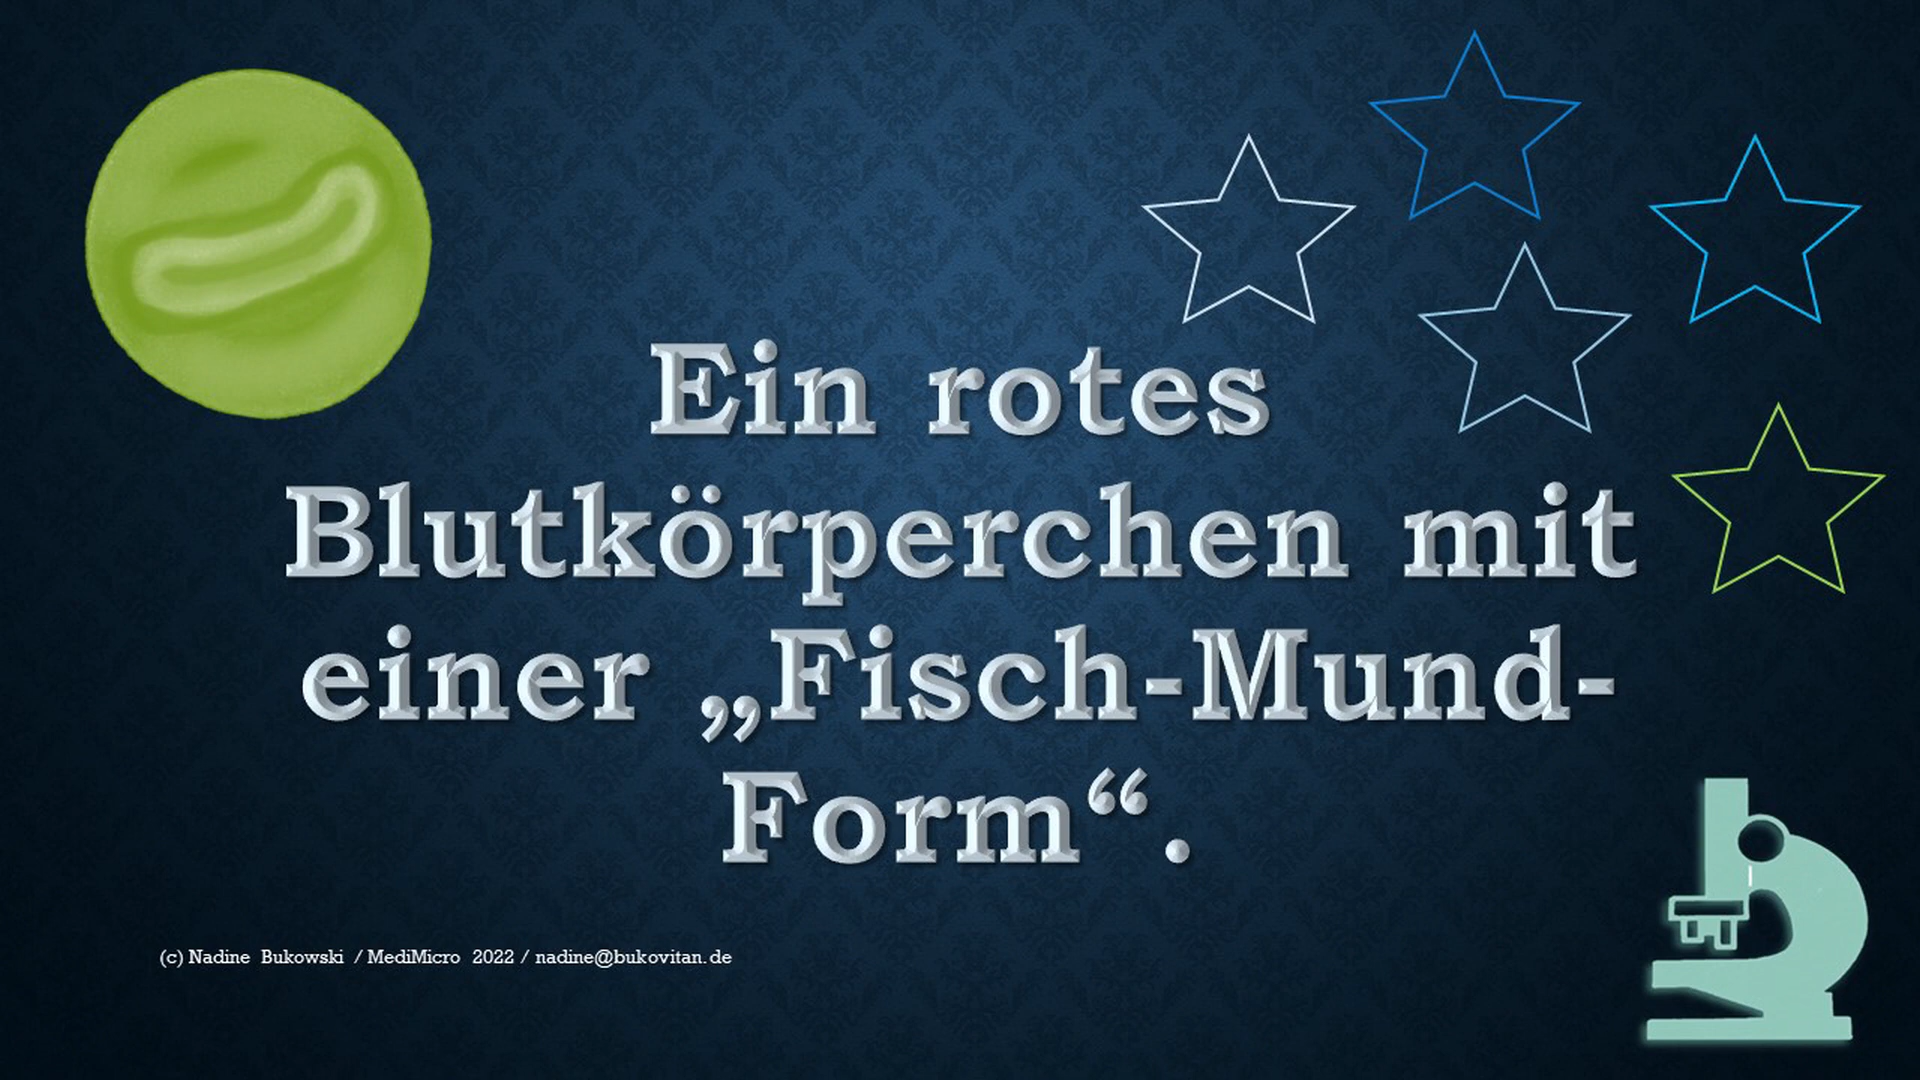 Ein rotes
Blutkörperchen mit
einer „Fisch-Mund-
Form“.
(c) Nadine Bukowski / MediMicro 2022 / nadine@bukovitan.de